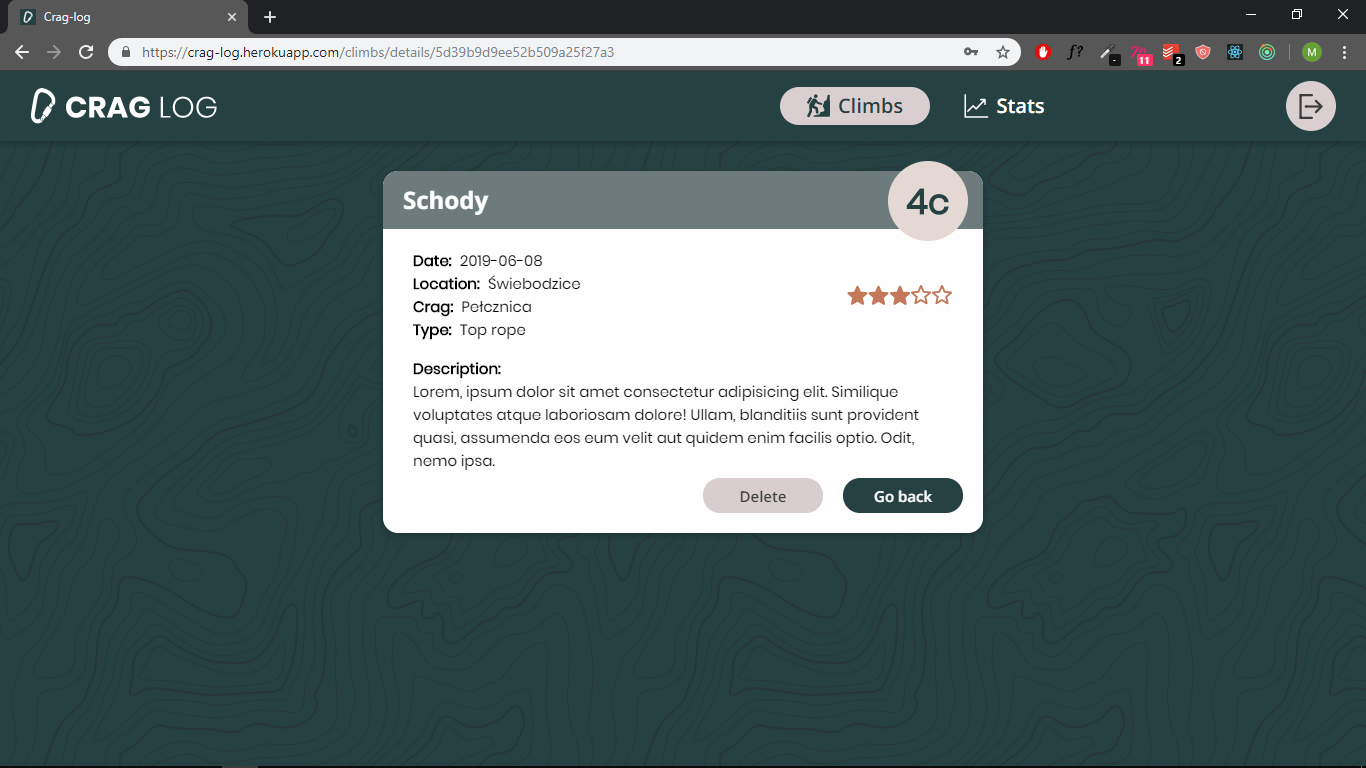 Crag-log
https://crag-log.herokuapp.com/climbs/details/5d39b9d9ee52b509a25f27a3
f?
-
11
2
M
CRAG LOG
Climbs
Stats
Schody
4c
Date: 2019-06-08
Location: Świebodzice
Crag: Pełcznica
Type: Top rope
Description:
Lorem, ipsum dolor sit amet consectetur adipisicing elit. Similique
voluptates atque laboriosam dolore! Ullam, blanditiis sunt provident
quasi, assumenda eos eum velit aut quidem enim facilis optio. Odit,
nemo ipsa.
Delete
Go back